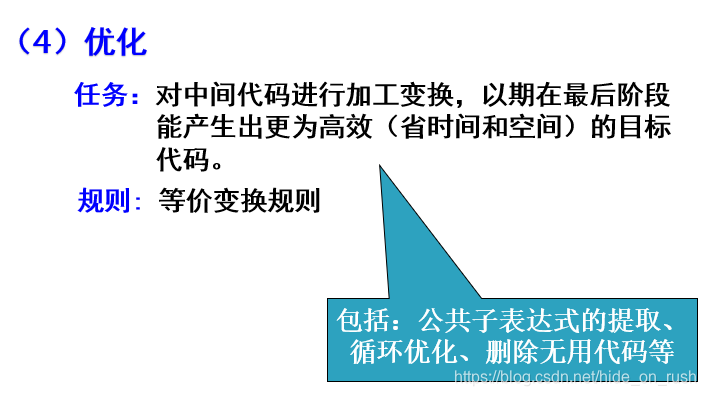 （4）优化
任务：对中间代码进行加工变换，以期在最后阶段
能产生出更为高效（省时间和空间）的目标
代码。
规则：等价变换规则
包括：公共子表达式的提取、
循环优化、删除无用代码等
https://blog.csdn.net/hide_on_rush